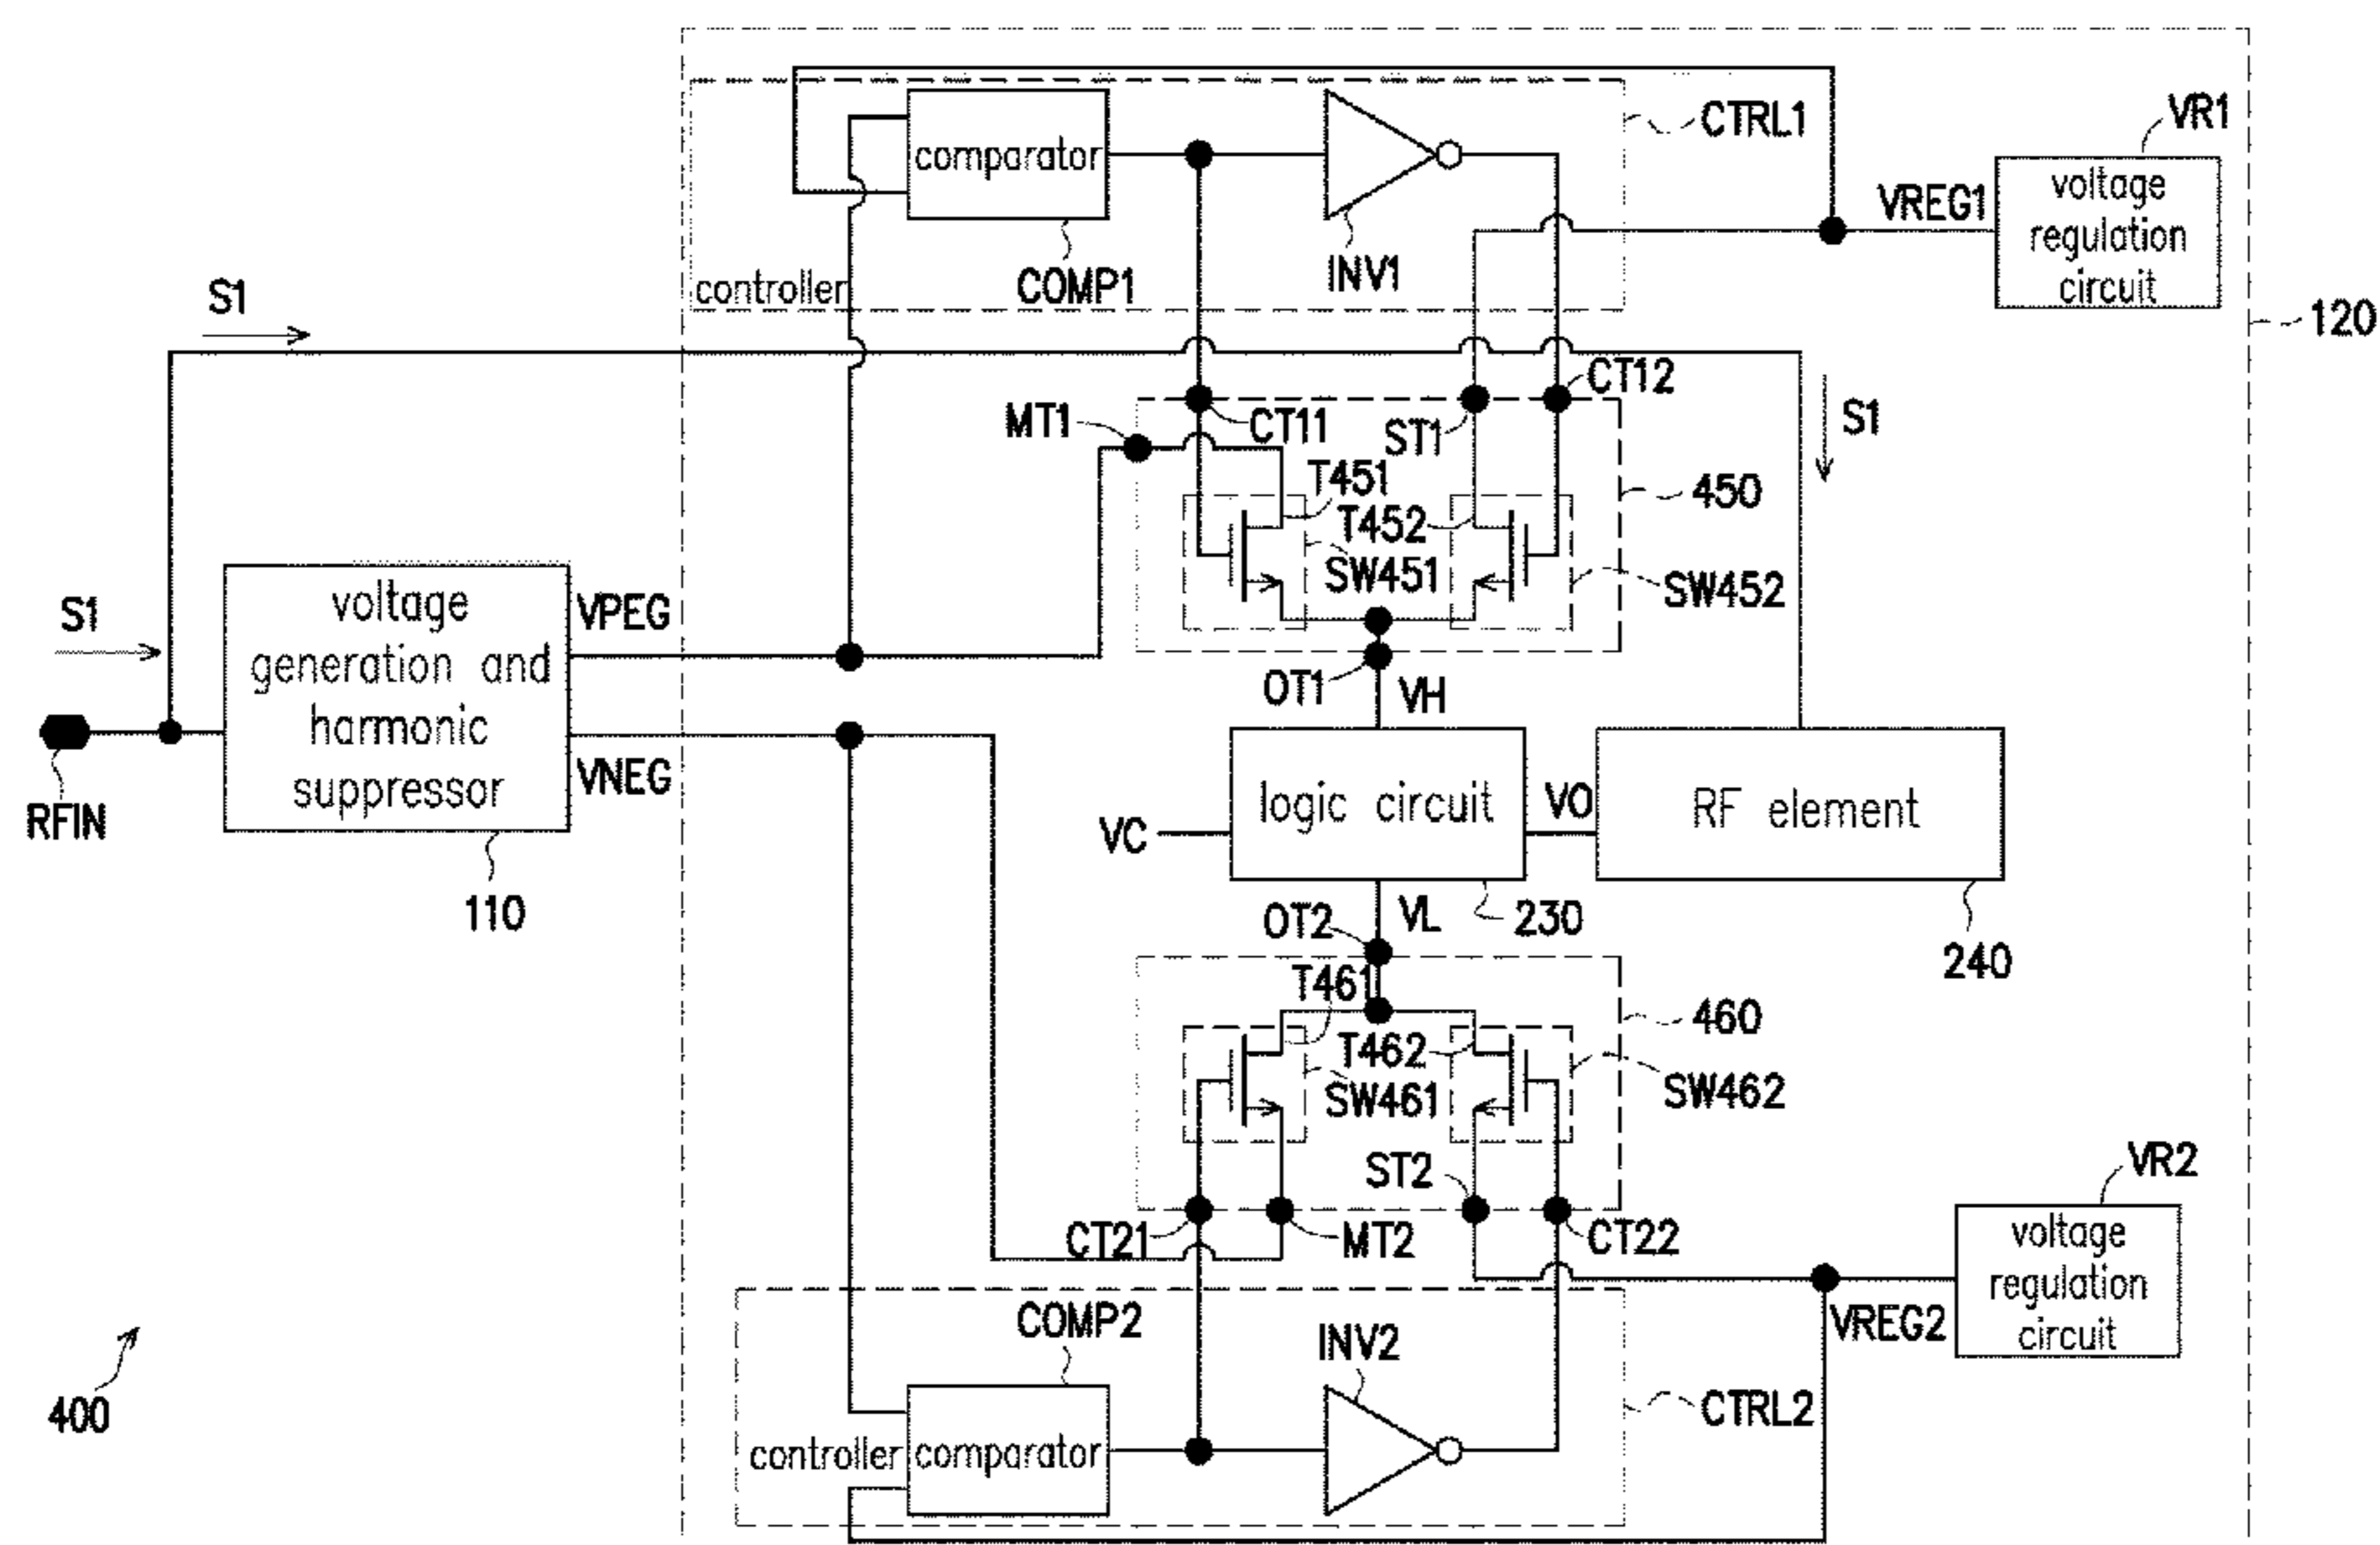 CTRL1
VR1
comparator
voltage
regulation
circuit
VREG1
COMP1
INV1
controller
S1
120
CT12
MT1
CT11
ST1
S1
T451
450
T452
SW451
SW452
S1
voltage
generation and
harmonic
suppressor
VPEG
OT1
VH
VNEG
RFIN
110
logic circuit
VO
RF element
VC
OT2
VL
230
240
T461
460
T462
SW461
SW462
ST2
VR2
CT21
MT2
CT22
voltage
regulation
circuit
VREG2
COMP2
INV2
400
CTRL2
controller
comparator